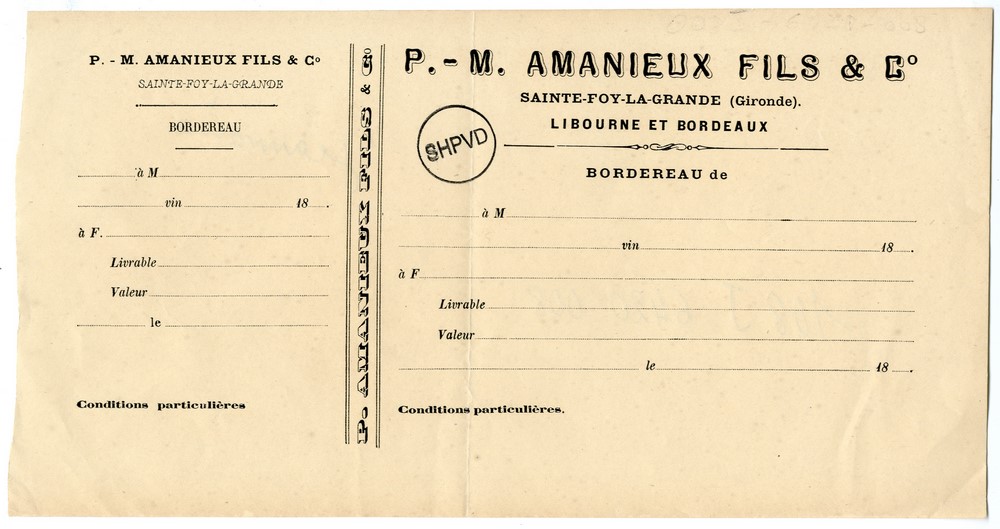 P. - M. AMANIEUX FILS & Cº
SAINTE-FOY-LA-GRANDE
BORDEREAU
à M
vin 18 .
à F.
Livrable
Valeur
le
Conditions particulières
P. AMANIEUX FILS & Cº
P. - M. AMANIEUX FILS & Cº
SAINTE-FOY-LA-GRANDE (Gironde).
LIBOURNE ET BORDEAUX
SHPVD
BORDEREAU de
à M
vin 18 .
à F
Livrable
Valeur
le 18 .
Conditions particulières.